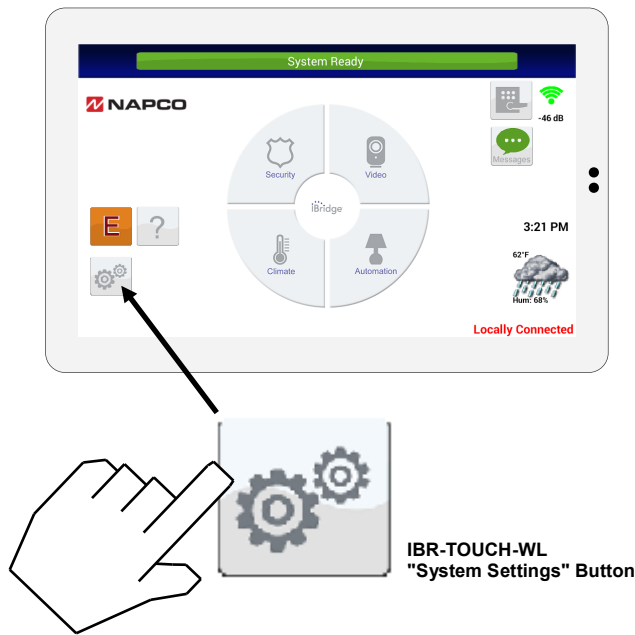 System Ready
NAPCO
-46 dB
Messages
Security
Video
iBridge
E
?
3:21 PM
62°F
Climate
Automation
Hum: 68%
Locally Connected
IBR-TOUCH-WL
"System Settings" Button